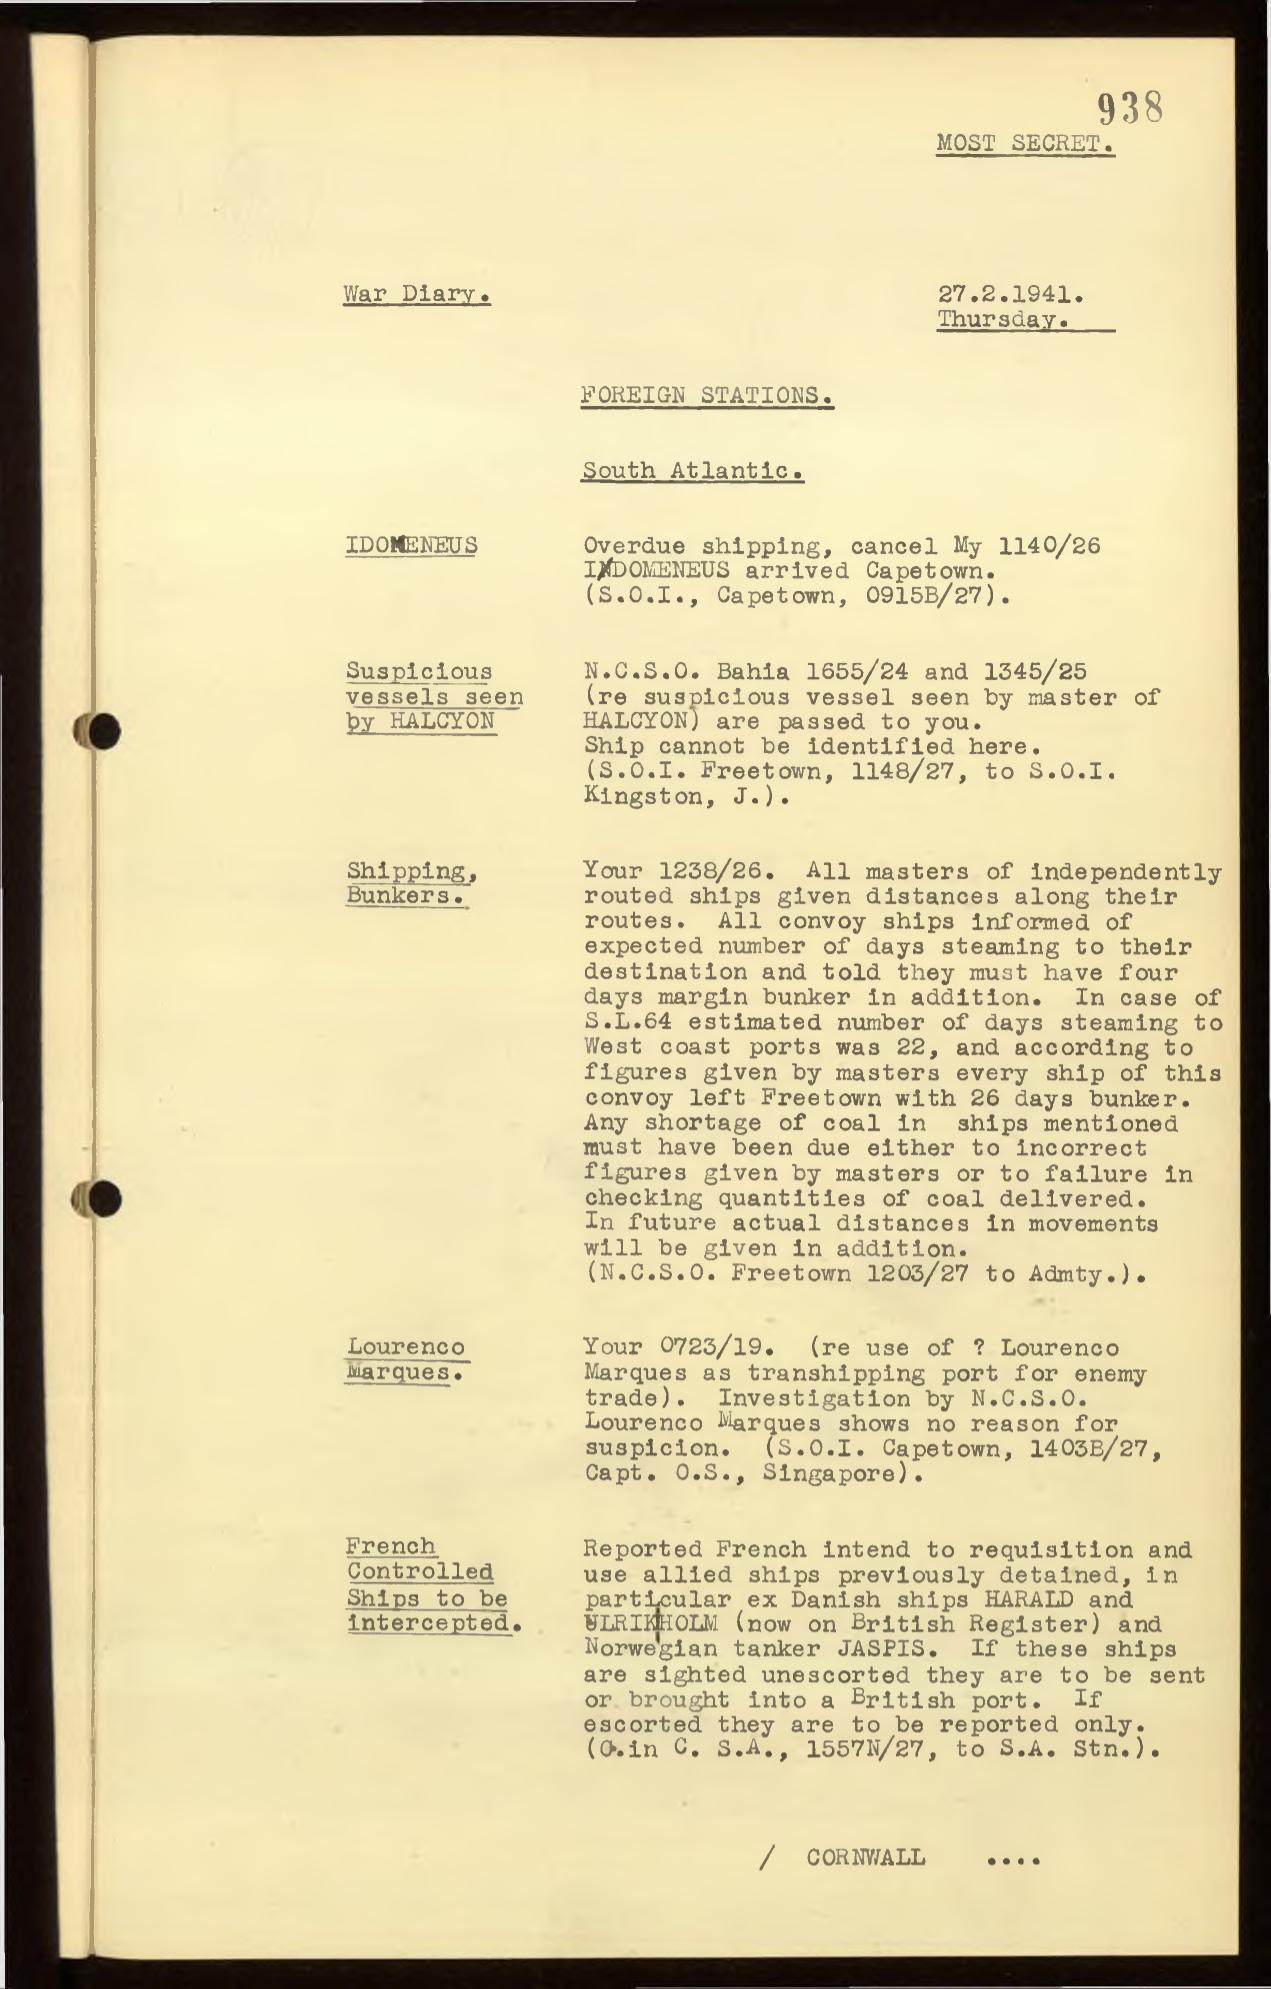 938
MOST SECRET.
War Diary.
27.2.1941.
Thursday.
FOREIGN STATIONS.
South Atlantic.
IDOMENEUS
Overdue shipping, cancel My 1140/26
IDOMENEUS arrived Capetown.
(S.O.I., Capetown, 0915B/27).
Suspicious
vessels seen
by HALCYON
N.C.S.O. Bahia 1655/24 and 1345/25
(re suspicious vessel seen by master of
HALCYON) are passed to you.
Ship cannot be identified here.
(S.O.I. Freetown, 1148/27, to S.O.I.
Kingston, J.).
Shipping,
Bunkers.
Your 1238/26. All masters of independently
routed ships given distances along their
routes. All convoy ships informed of
expected number of days steaming to their
destination and told they must have four
days margin bunker in addition. In case of
S.L.64 estimated number of days steaming to
West coast ports was 22, and according to
figures given by masters every ship of this
convoy left Freetown with 26 days bunker.
Any shortage of coal in ships mentioned
must have been due either to incorrect
figures given by masters or to failure in
checking quantities of coal delivered.
In future actual distances in movements
will be given in addition.
(N.C.S.O. Freetown 1203/27 to Admty.).
Lourenco
Marques.
Your 0723/19. (re use of ? Lourenco
Marques as transhipping port for enemy
trade). Investigation by N.C.S.O.
Lourenco Marques shows no reason for
suspicion. (S.O.I. Capetown, 1403B/27,
Capt. O.S., Singapore).
French
Controlled
Ships to be
intercepted.
Reported French intend to requisition and
use allied ships previously detained, in
particular ex Danish ships HARALD and
ULRIKHOLM (now on British Register) and
Norwegian tanker JASPIS. If these ships
are sighted unescorted they are to be sent
or brought into a British port. If
escorted they are to be reported only.
(C.in C. S.A., 1557N/27, to S.A. Stn.).
/ CORNWALL ....